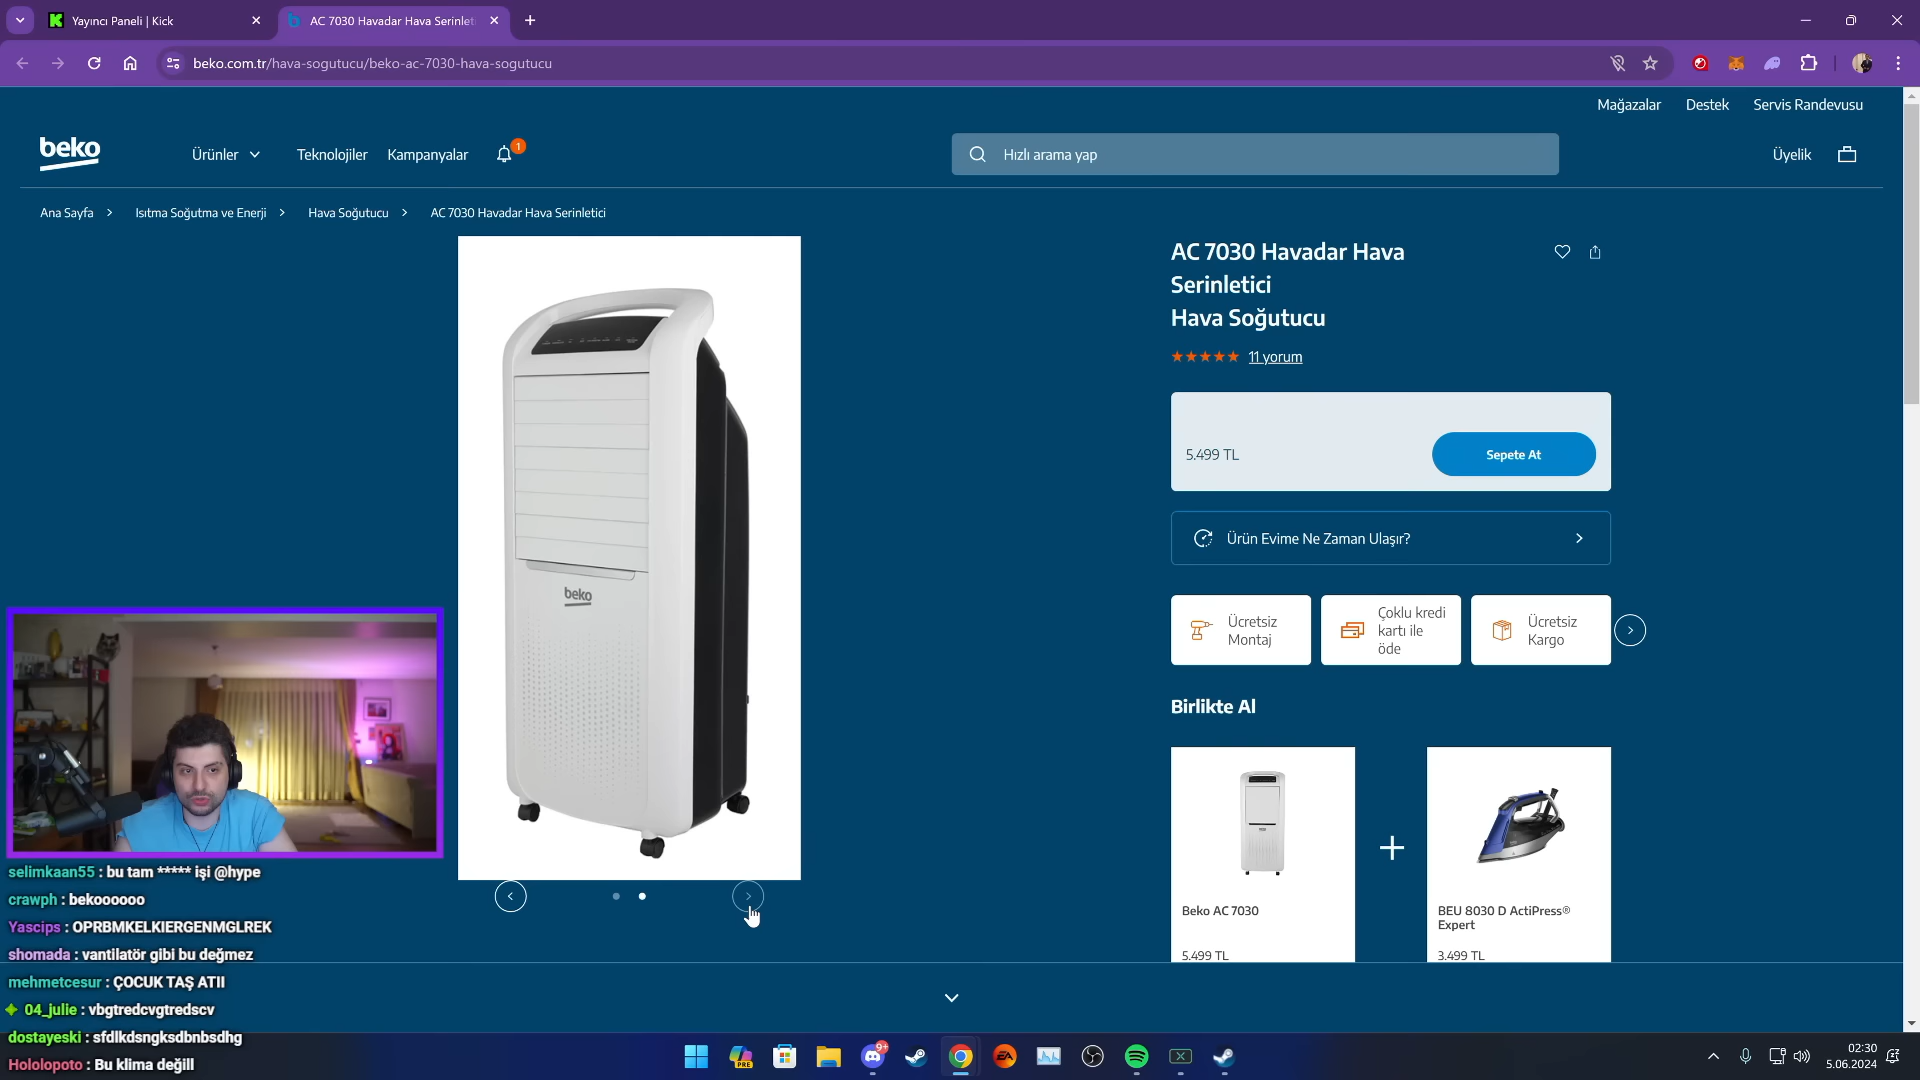 Yayıncı Paneli | Kick
AC 7030 Havadar Hava Serinlet
beko.com.tr/hava-sogutucu/beko-ac-7030-hava-sogutucu
Mağazalar Destek Servis Randevusu
beko Ürünler Teknolojiler Kampanyalar 1 Hızlı arama yap Üyelik
Ana Sayfa > Isıtma Soğutma ve Enerji > Hava Soğutucu > AC 7030 Havadar Hava Serinletici
AC 7030 Havadar Hava
Serinletici
Hava Soğutucu
11 yorum
5.499 TL Sepete At
Ürün Evime Ne Zaman Ulaşır?
Ücretsiz
Montaj
Çoklu kredi
kartı ile
öde
Ücretsiz
Kargo
Birlikte Al
Beko AC 7030
5.499 TL
BEU 8030 D ActiPress®
Expert
3.499 TL
beko
selimkaan55 : bu tam ***** işi @hype
crawph : bekoooooo
Yascips : OPRBMKELKIERGENMGLREK
shomada : vantilatör gibi bu değmez
mehmetcesur : ÇOCUK TAŞ ATII
04_julie : vbgtredcvgtredscv
dostayeski : sfdlkdsngksdbnbsdhg
Hololopoto : Bu klima değill
PRE
9+
EA
02:30
5.06.2024